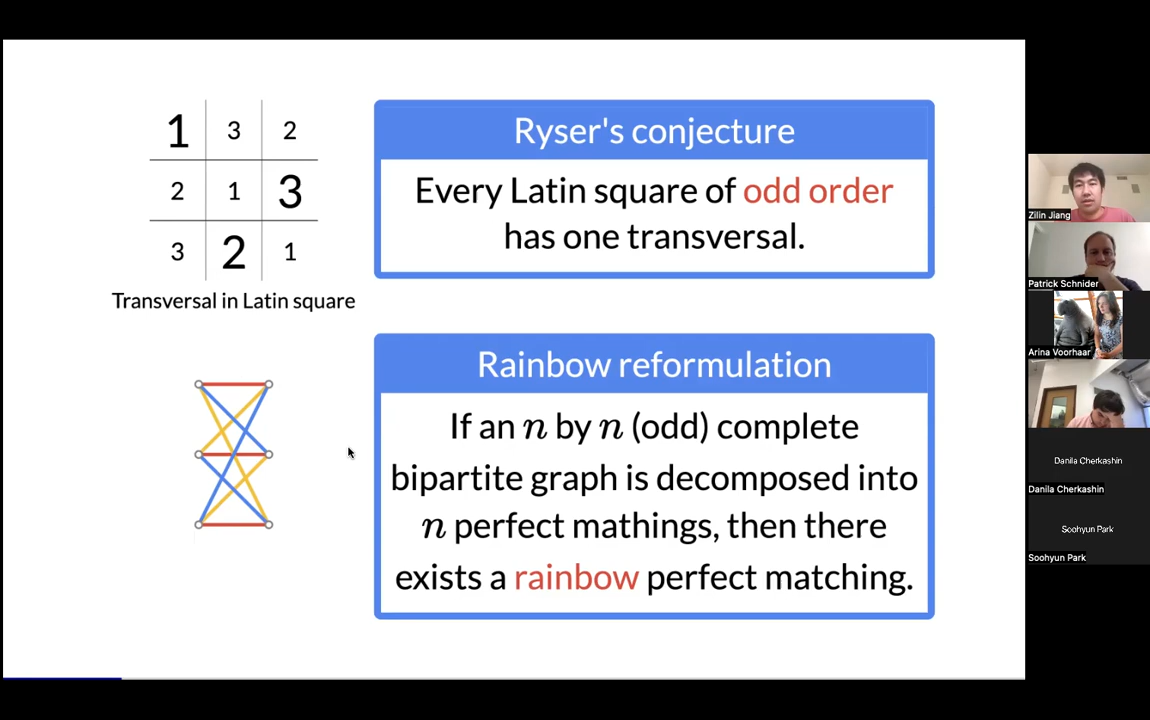 1 3 2
2 1 3
3 2 1
Transversal in Latin square
Ryser's conjecture
Every Latin square of odd order
has one transversal.
Rainbow reformulation
If an n by n (odd) complete
bipartite graph is decomposed into
n perfect mathings, then there
exists a rainbow perfect matching.
Zilin Jiang
Patrick Schnider
Arina Voorhaar
Danila Cherkashin
Danila Cherkashin
Soohyun Park
Soohyun Park